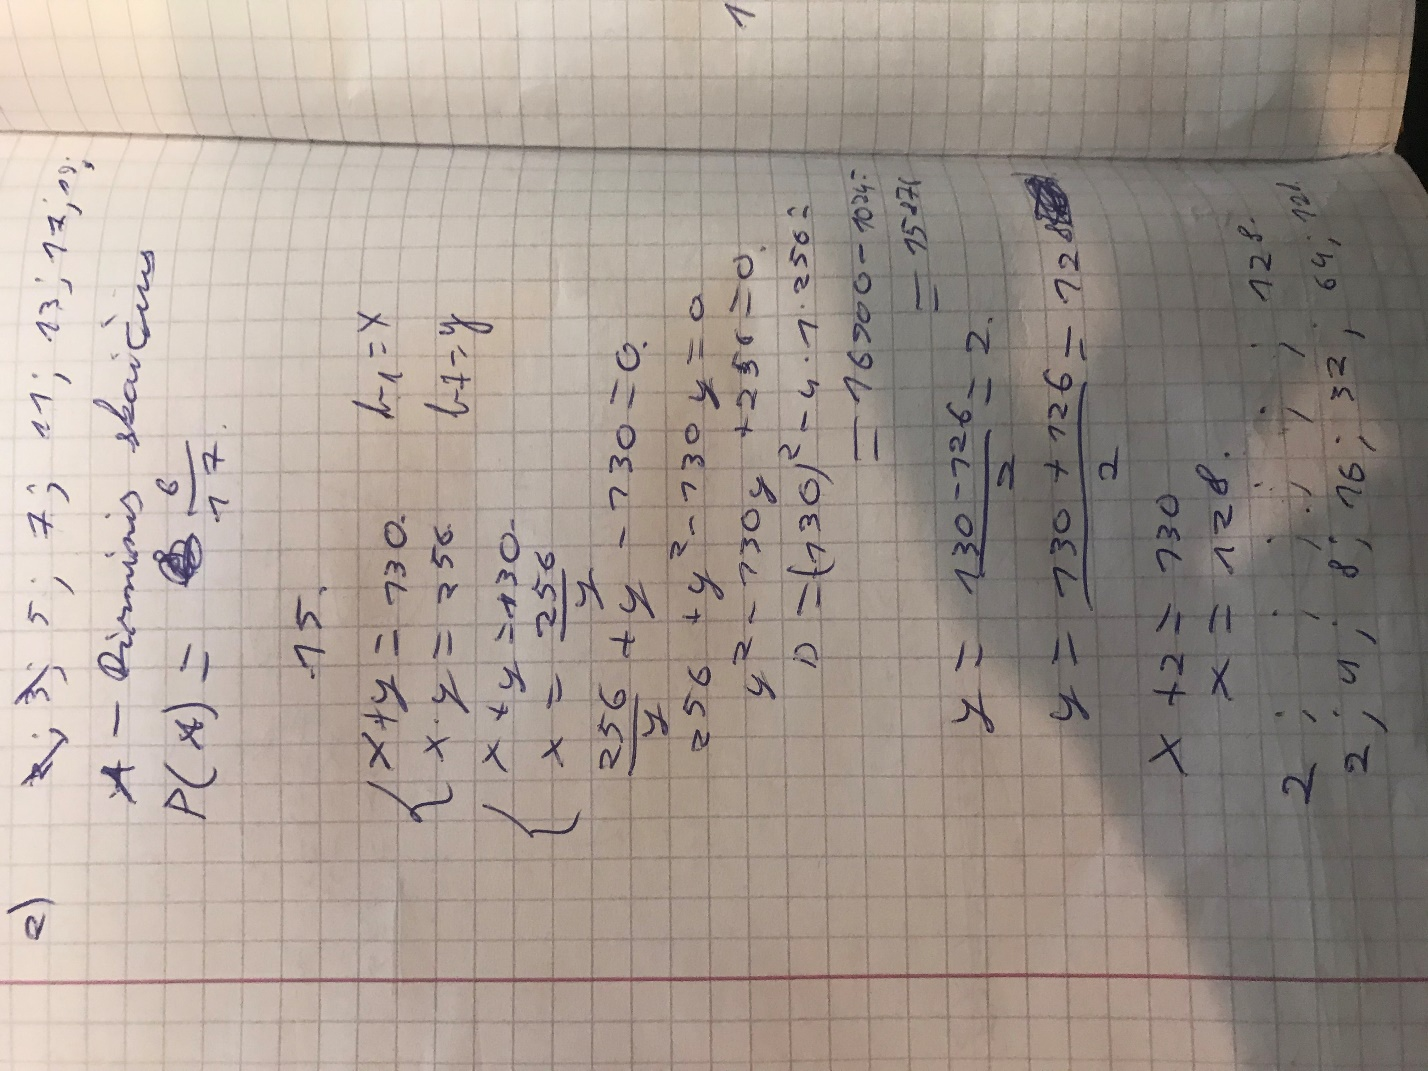 e)
2; 3; 5; 7; 11; 13; 17; 19;
A - Pirminis skaičius
P(A) = 6/17.
15.
{ x+y = 130. b1 = x
x·y = 256 b7 = y
{ x+y = 130.
x = 256/y
256/y + y - 130 = 0.
256 + y² - 130y = 0
y² - 130y + 256 = 0.
D = (130)² - 4·1·256 =
= 16900 - 1024 =
= 15876
y = (130 - 126)/2 = 2.
y = (130 + 126)/2 = 128
x + 2 = 130
x = 128.
2; ; ; ; ; ; 128.
2; 4; 8; 16; 32; 64; 128